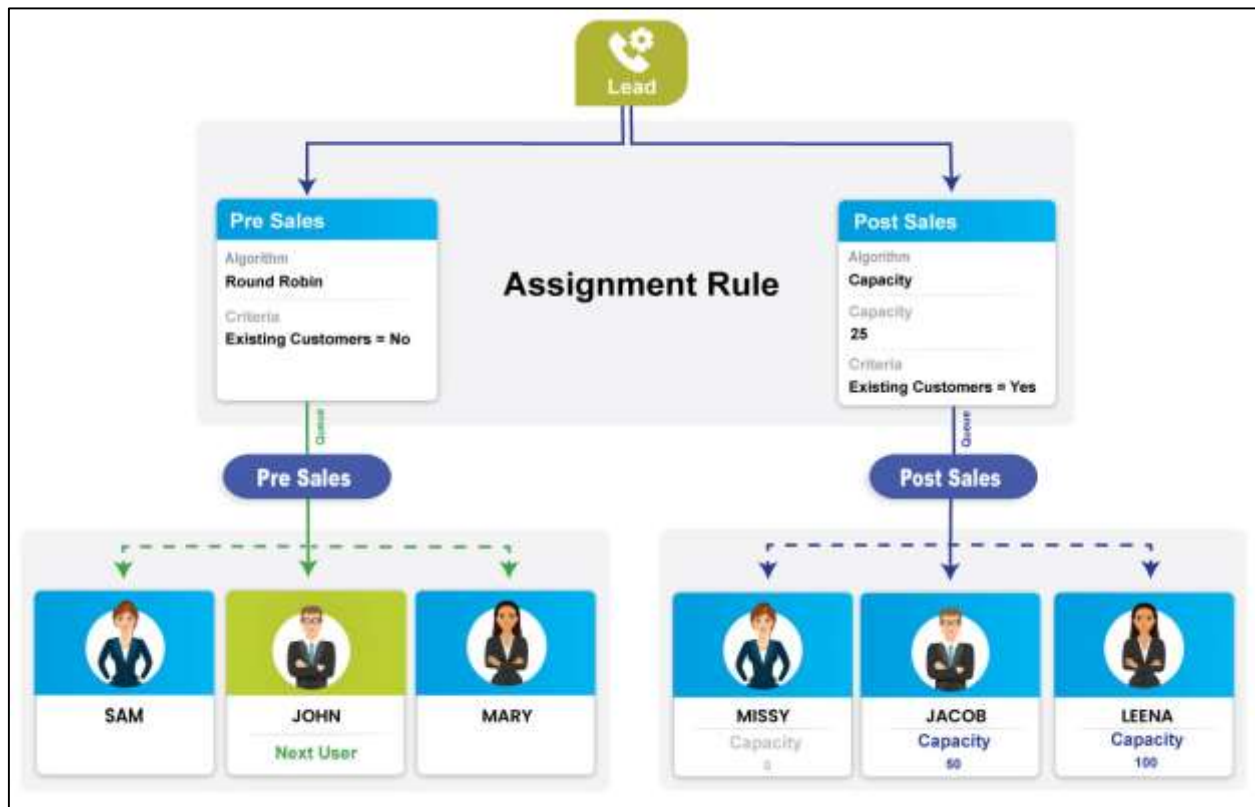 Lead
Pre Sales
Algorithm
Round Robin
Criteria
Existing Customers = No
Assignment Rule
Post Sales
Algorithm
Capacity
Capacity
25
Criteria
Existing Customers = Yes
Queue
Pre Sales
Queue
Post Sales
SAM
JOHN
Next User
MARY
MISSY
Capacity
0
JACOB
Capacity
50
LEENA
Capacity
100